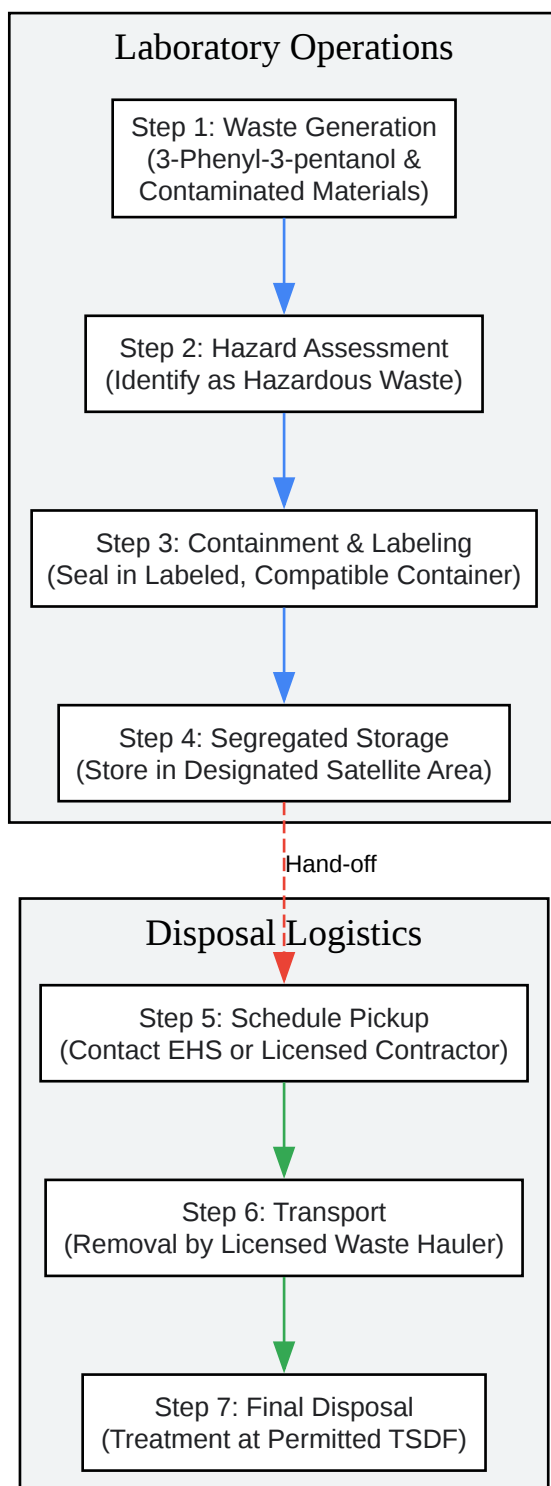 Laboratory Operations
Step 1: Waste Generation
(3-Phenyl-3-pentanol &
Contaminated Materials)
Step 2: Hazard Assessment
(Identify as Hazardous Waste)
Step 3: Containment & Labeling
(Seal in Labeled, Compatible Container)
Step 4: Segregated Storage
(Store in Designated Satellite Area)
Hand-off
Disposal Logistics
Step 5: Schedule Pickup
(Contact EHS or Licensed Contractor)
Step 6: Transport
(Removal by Licensed Waste Hauler)
Step 7: Final Disposal
(Treatment at Permitted TSDF)